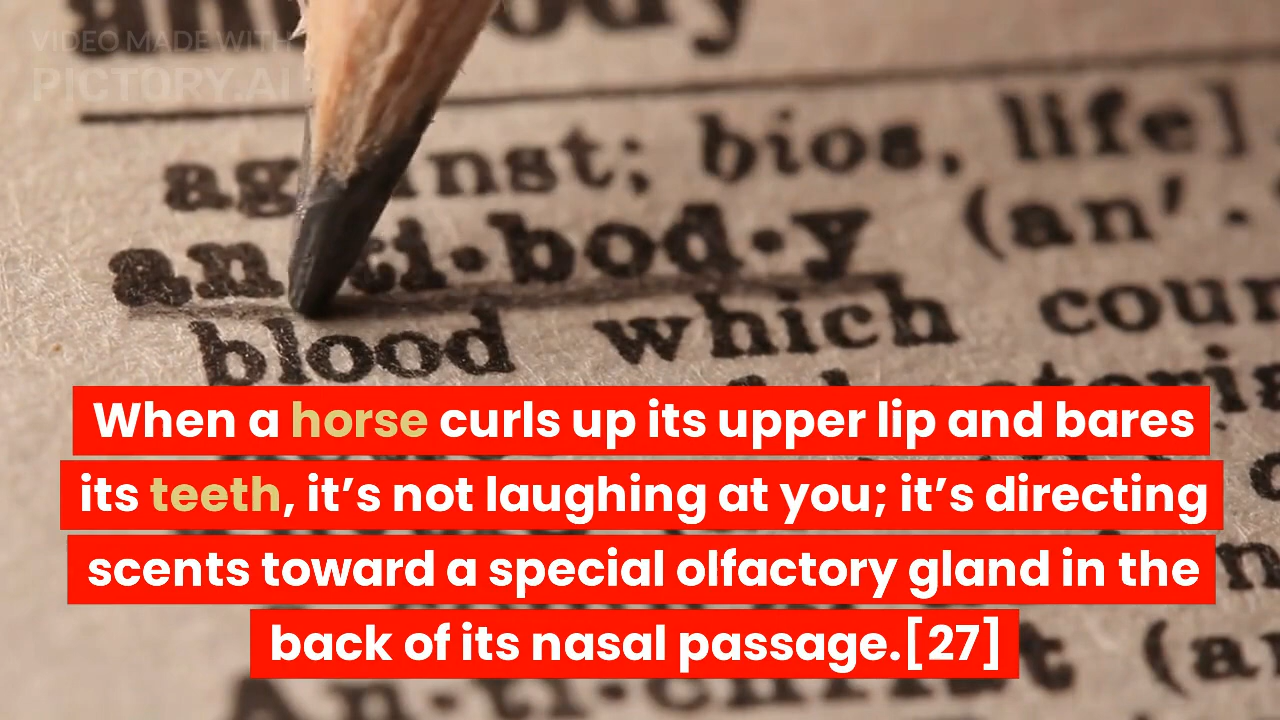 VIDEO MADE WITH
PICTORY.AI
against; bios, life]
an·ti·bod·y (an'·
blood which
When a horse curls up its upper lip and bares
its teeth, it’s not laughing at you; it’s directing
scents toward a special olfactory gland in the
back of its nasal passage.[27]